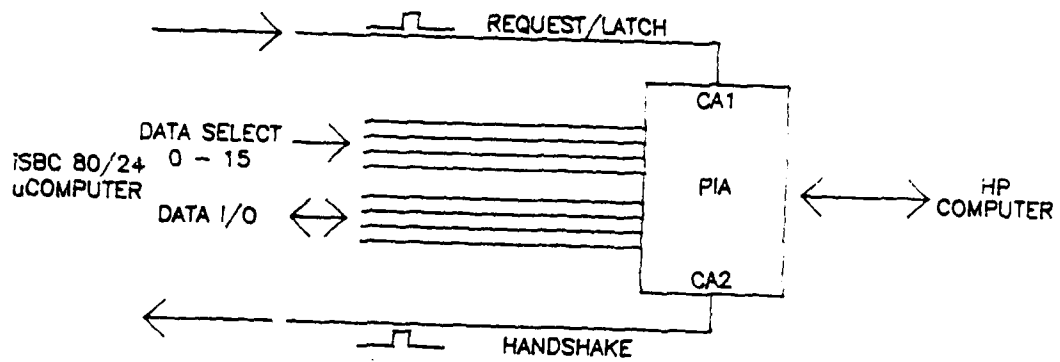 REQUEST/LATCH
CA1
DATA SELECT
0 - 15
iSBC 80/24
uCOMPUTER
DATA I/O
PIA
HP
COMPUTER
CA2
HANDSHAKE